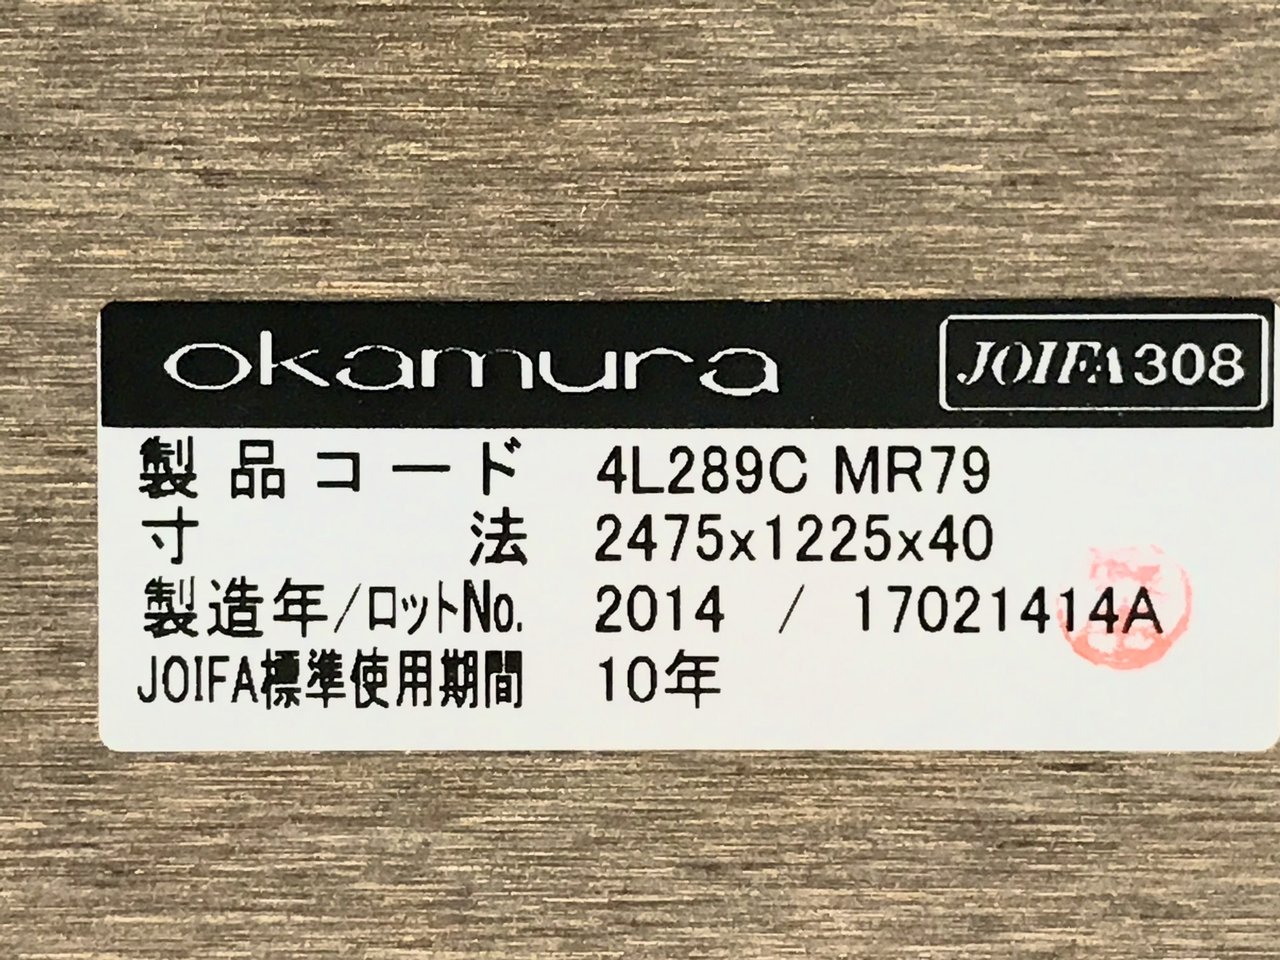 okamura JOIFA308
製品コード 4L289C MR79
寸法 2475x1225x40
製造年/ロットNo. 2014 / 17021414A
JOIFA標準使用期間 10年